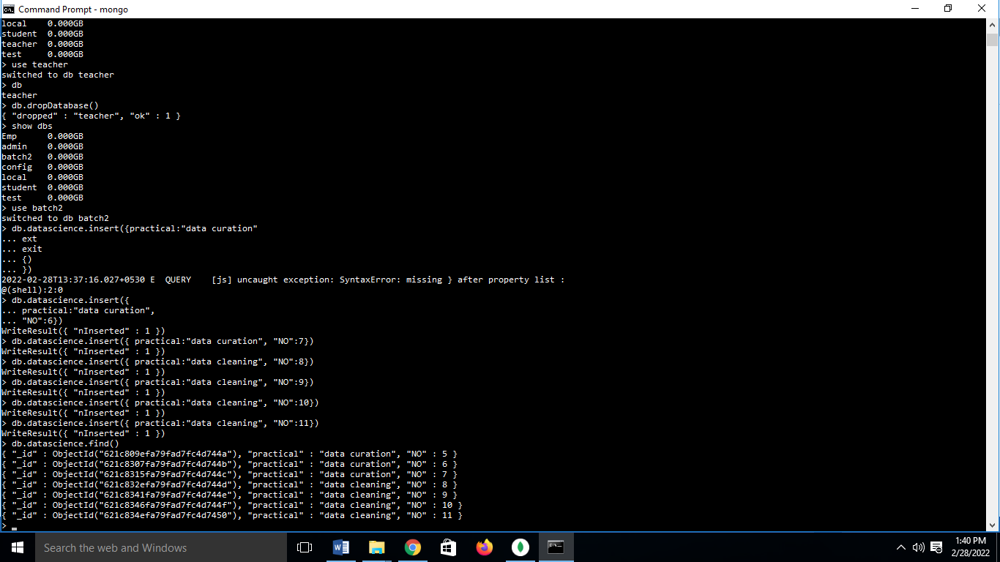 Command Prompt - mongo
local    0.000GB
student  0.000GB
teacher  0.000GB
test     0.000GB
> use teacher
switched to db teacher
> db
teacher
> db.dropDatabase()
{ "dropped" : "teacher", "ok" : 1 }
> show dbs
Emp      0.000GB
admin    0.000GB
batch2   0.000GB
config   0.000GB
local    0.000GB
student  0.000GB
test     0.000GB
> use batch2
switched to db batch2
> db.datascience.insert({practical:"data curation"
... ext
... exit
... {)
... })
2022-02-28T13:37:16.027+0530 E  QUERY    [js] uncaught exception: SyntaxError: missing } after property list :
@(shell):2:0
> db.datascience.insert({
... practical:"data curation",
... "NO":6})
WriteResult({ "nInserted" : 1 })
> db.datascience.insert({ practical:"data curation", "NO":7})
WriteResult({ "nInserted" : 1 })
> db.datascience.insert({ practical:"data cleaning", "NO":8})
WriteResult({ "nInserted" : 1 })
> db.datascience.insert({ practical:"data cleaning", "NO":9})
WriteResult({ "nInserted" : 1 })
> db.datascience.insert({ practical:"data cleaning", "NO":10})
WriteResult({ "nInserted" : 1 })
> db.datascience.insert({ practical:"data cleaning", "NO":11})
WriteResult({ "nInserted" : 1 })
> db.datascience.find()
{ "_id" : ObjectId("621c809efa79fad7fc4d744a"), "practical" : "data curation", "NO" : 5 }
{ "_id" : ObjectId("621c8307fa79fad7fc4d744b"), "practical" : "data curation", "NO" : 6 }
{ "_id" : ObjectId("621c8315fa79fad7fc4d744c"), "practical" : "data curation", "NO" : 7 }
{ "_id" : ObjectId("621c832efa79fad7fc4d744d"), "practical" : "data cleaning", "NO" : 8 }
{ "_id" : ObjectId("621c8341fa79fad7fc4d744e"), "practical" : "data cleaning", "NO" : 9 }
{ "_id" : ObjectId("621c8346fa79fad7fc4d744f"), "practical" : "data cleaning", "NO" : 10 }
{ "_id" : ObjectId("621c834efa79fad7fc4d7450"), "practical" : "data cleaning", "NO" : 11 }
>
Search the web and Windows
1:40 PM
2/28/2022